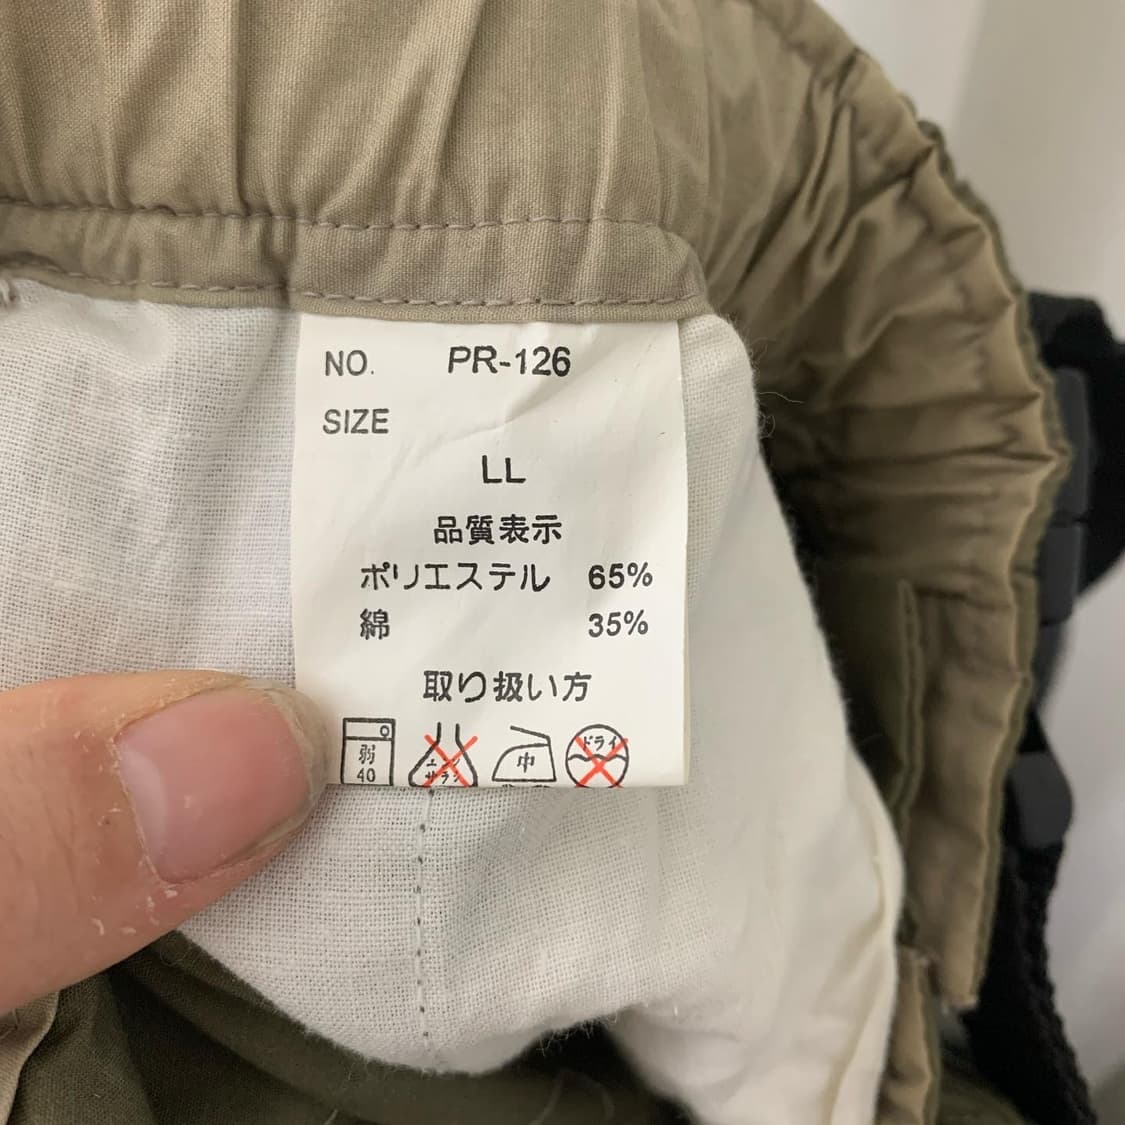 NO. PR-126
SIZE
LL
品質表示
ポリエステル 65%
綿 35%
取り扱い方
弱 中 ドライ
40